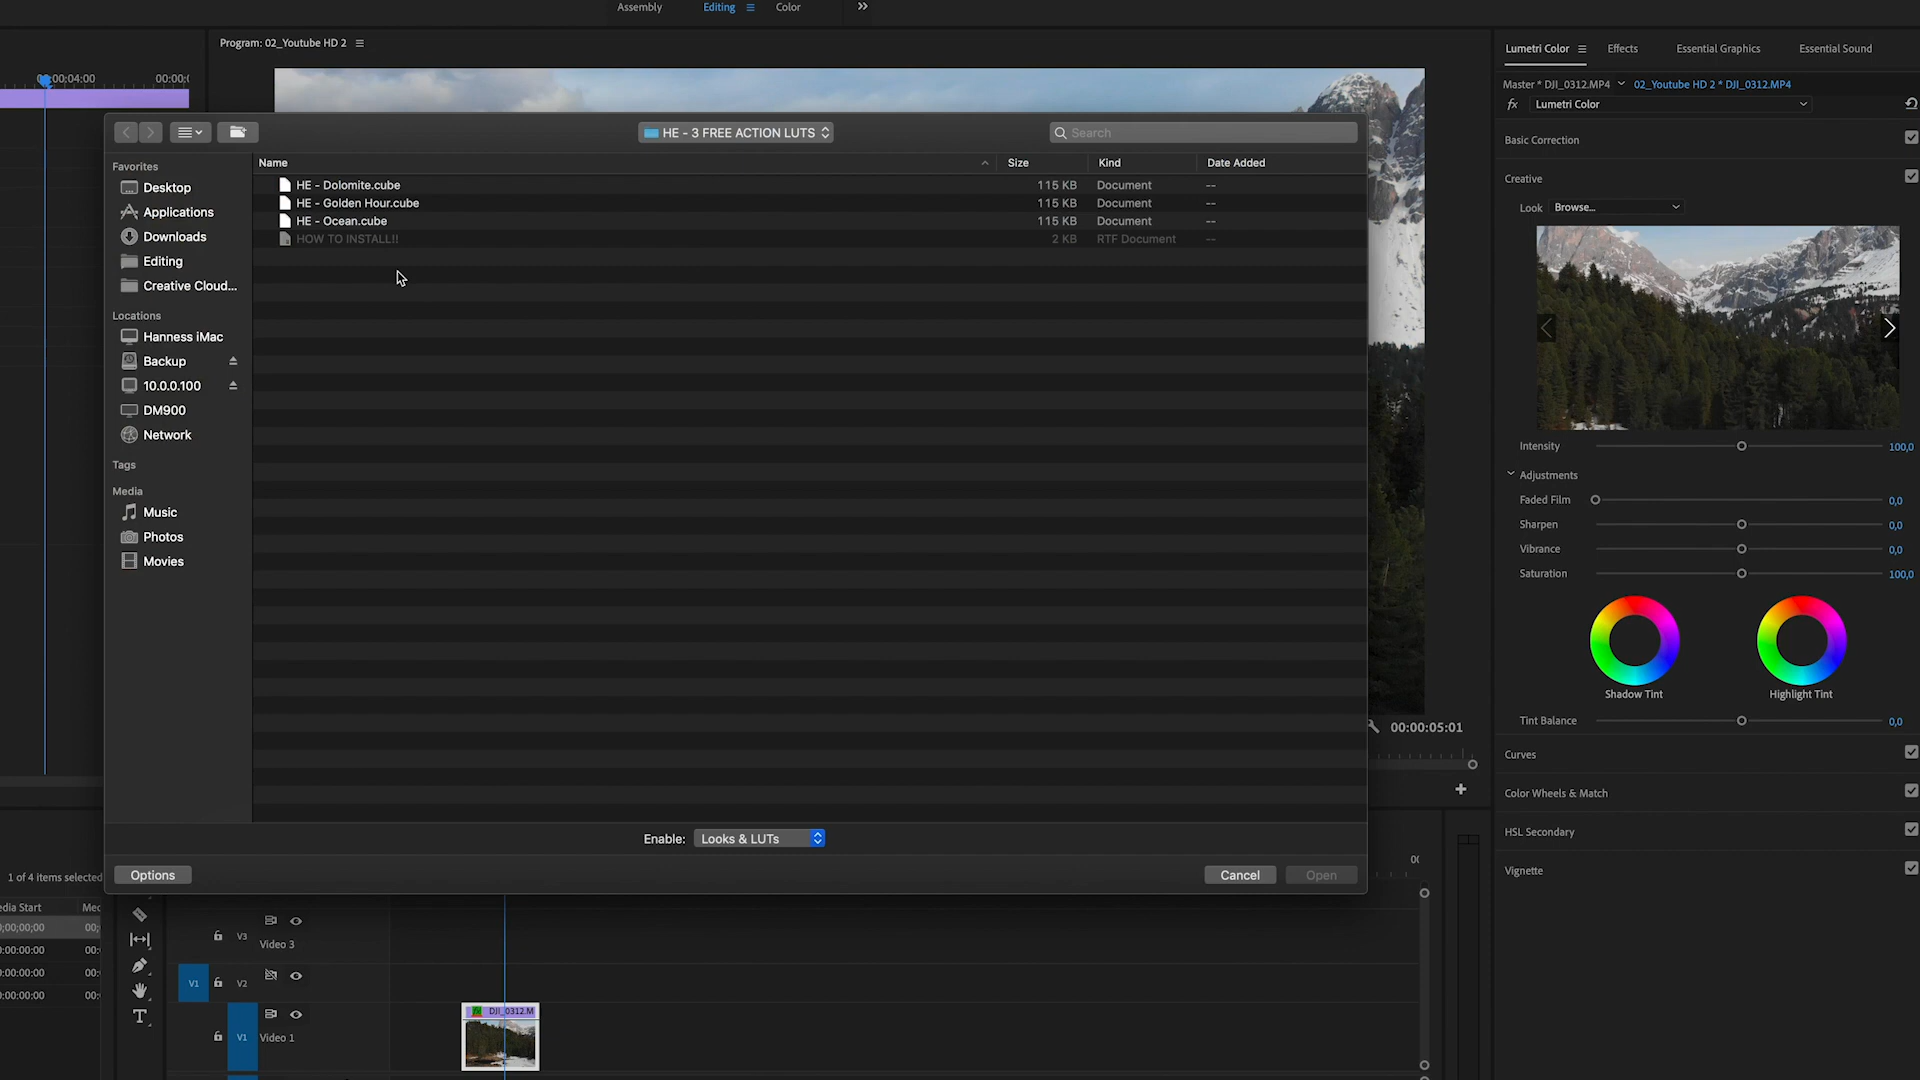 Assembly
Editing
Color
Program: 02_Youtube HD 2
Lumetri Color
Effects
Essential Graphics
Essential Sound
00:00:04:00
Master * DJI_0312.MP4
02_Youtube HD 2 * DJI_0312.MP4
fx Lumetri Color
HE - 3 FREE ACTION LUTS
Search
Basic Correction
Favorites
Name
Size
Kind
Date Added
Desktop
HE - Dolomite.cube 115 KB Document --
HE - Golden Hour.cube 115 KB Document --
HE - Ocean.cube 115 KB Document --
HOW TO INSTALL!! 2 KB RTF Document --
Applications
Downloads
Editing
Creative Cloud...
Locations
Hanness iMac
Backup
10.0.0.100
DM900
Network
Tags
Media
Music
Photos
Movies
Creative
Look Browse...
Intensity 100,0
Adjustments
Faded Film 0,0
Sharpen 0,0
Vibrance 0,0
Saturation 100,0
Shadow Tint
Highlight Tint
Tint Balance 0,0
Curves
Color Wheels & Match
HSL Secondary
Vignette
00:00:05:01
Enable: Looks & LUTs
Options
Cancel
Open
1 of 4 items selected
edia Start
V3
Video 3
V1
V2
DJI_0312.M
V1
Video 1
T